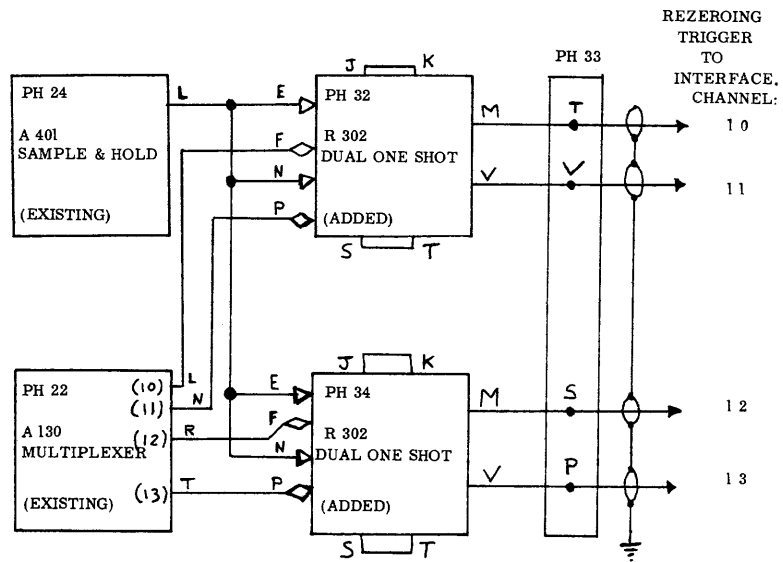 REZEROING
TRIGGER
TO
INTERFACE.
CHANNEL:
PH 33
J K
PH 24
L
E
PH 32
M
T
10
A 401
SAMPLE & HOLD
F
R 302
DUAL ONE SHOT
N
V
V
11
(EXISTING)
P
(ADDED)
S T
J K
PH 22
(10)
L
E
PH 34
M
S
12
(11)
N
A 130
MULTIPLEXER
(12)
R
F
R 302
DUAL ONE SHOT
N
V
P
13
(EXISTING)
(13)
T
P
(ADDED)
S T